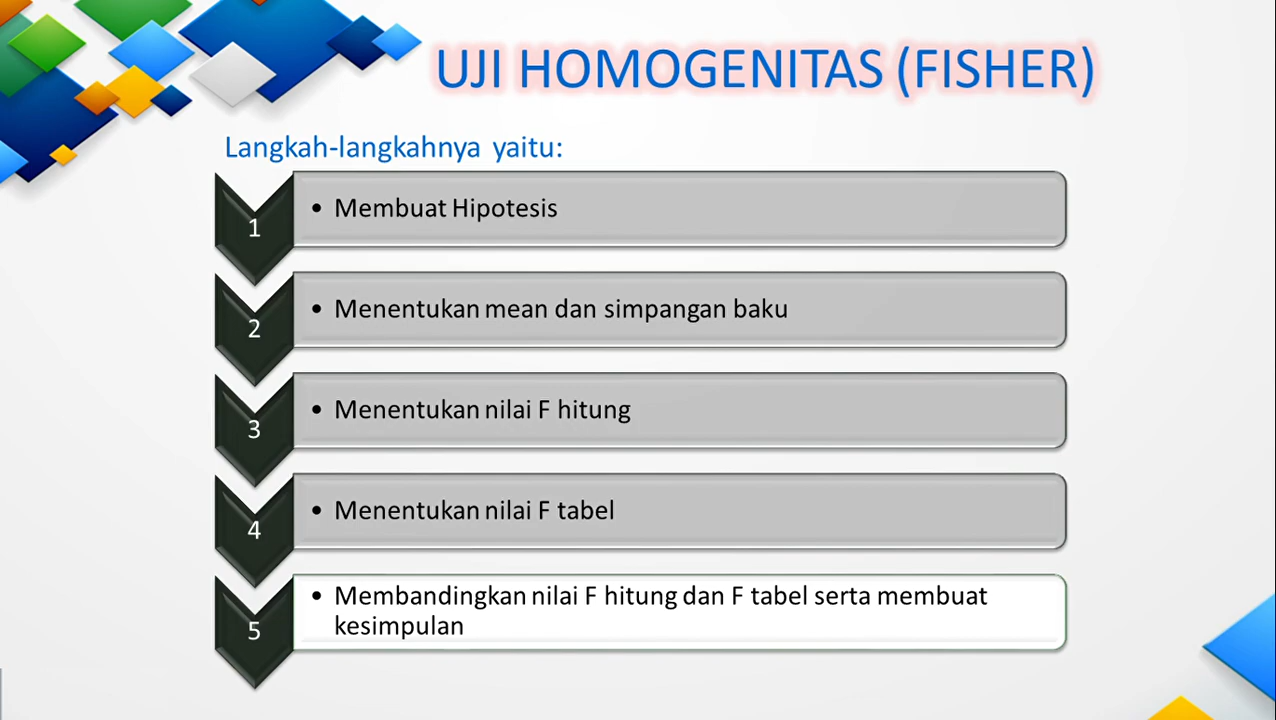 UJI HOMOGENITAS (FISHER)
Langkah-langkahnya yaitu:
1
• Membuat Hipotesis
2
• Menentukan mean dan simpangan baku
3
• Menentukan nilai F hitung
4
• Menentukan nilai F tabel
5
• Membandingkan nilai F hitung dan F tabel serta membuat
kesimpulan